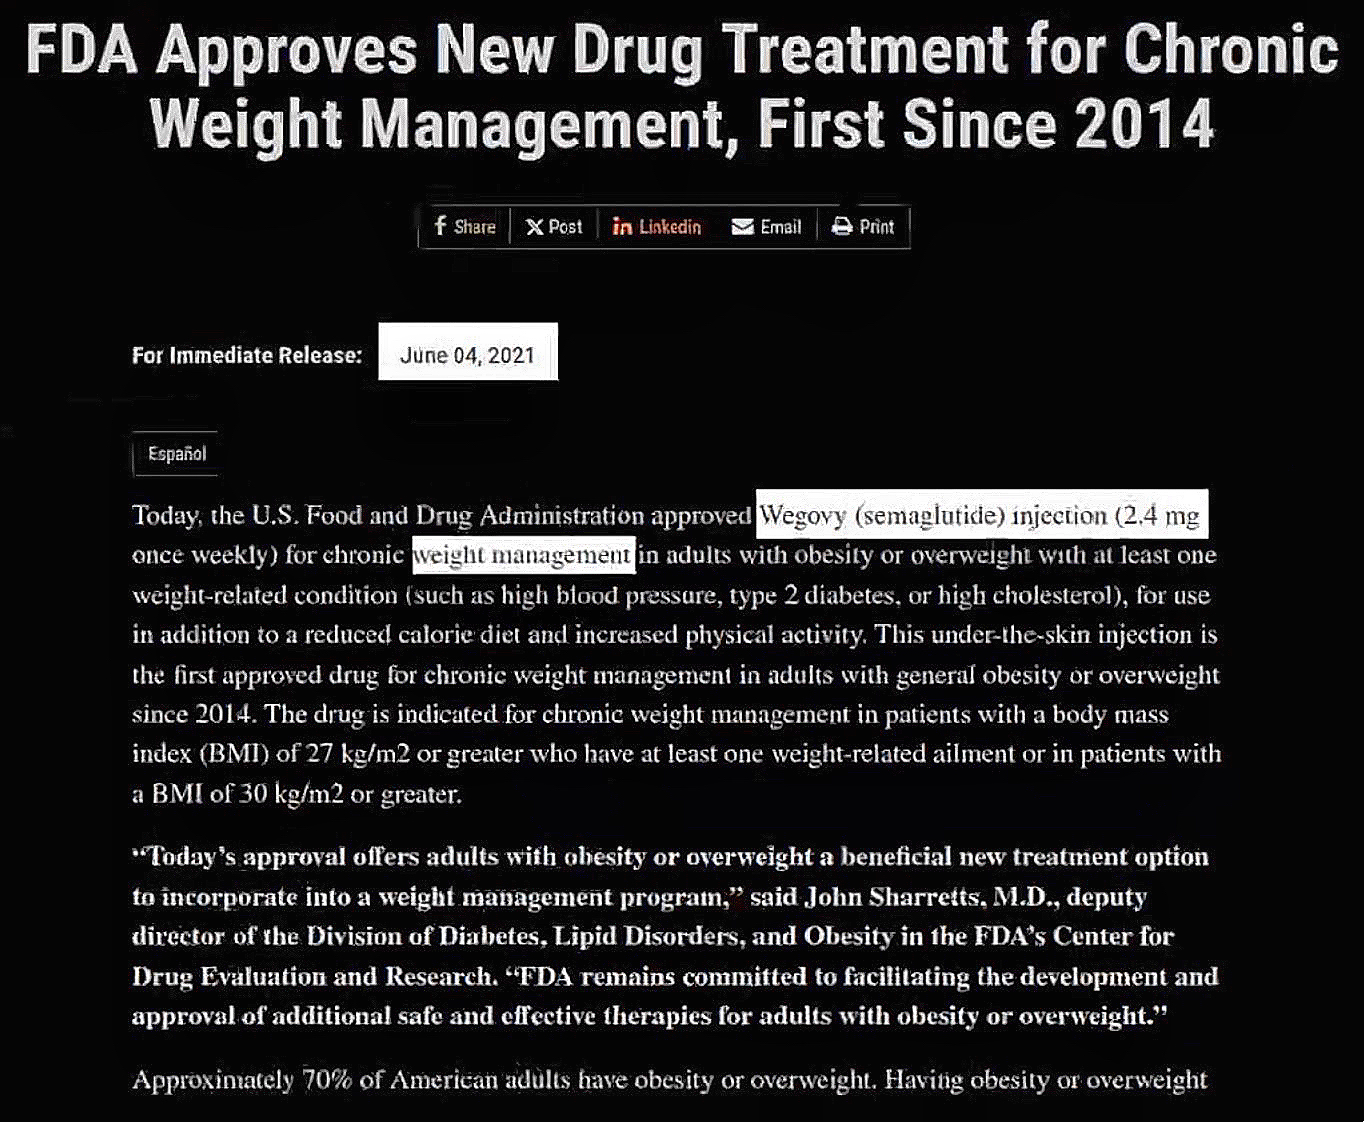 FDA Approves New Drug Treatment for Chronic
Weight Management, First Since 2014
Share Post Linkedin Email Print
For Immediate Release: June 04, 2021
Español
Today, the U.S. Food and Drug Administration approved Wegovy (semaglutide) injection (2.4 mg
once weekly) for chronic weight management in adults with obesity or overweight with at least one
weight-related condition (such as high blood pressure, type 2 diabetes, or high cholesterol), for use
in addition to a reduced calorie diet and increased physical activity. This under-the-skin injection is
the first approved drug for chronic weight management in adults with general obesity or overweight
since 2014. The drug is indicated for chronic weight management in patients with a body mass
index (BMI) of 27 kg/m2 or greater who have at least one weight-related ailment or in patients with
a BMI of 30 kg/m2 or greater.
“Today’s approval offers adults with obesity or overweight a beneficial new treatment option
to incorporate into a weight management program,” said John Sharretts, M.D., deputy
director of the Division of Diabetes, Lipid Disorders, and Obesity in the FDA’s Center for
Drug Evaluation and Research. “FDA remains committed to facilitating the development and
approval of additional safe and effective therapies for adults with obesity or overweight.”
Approximately 70% of American adults have obesity or overweight. Having obesity or overweight